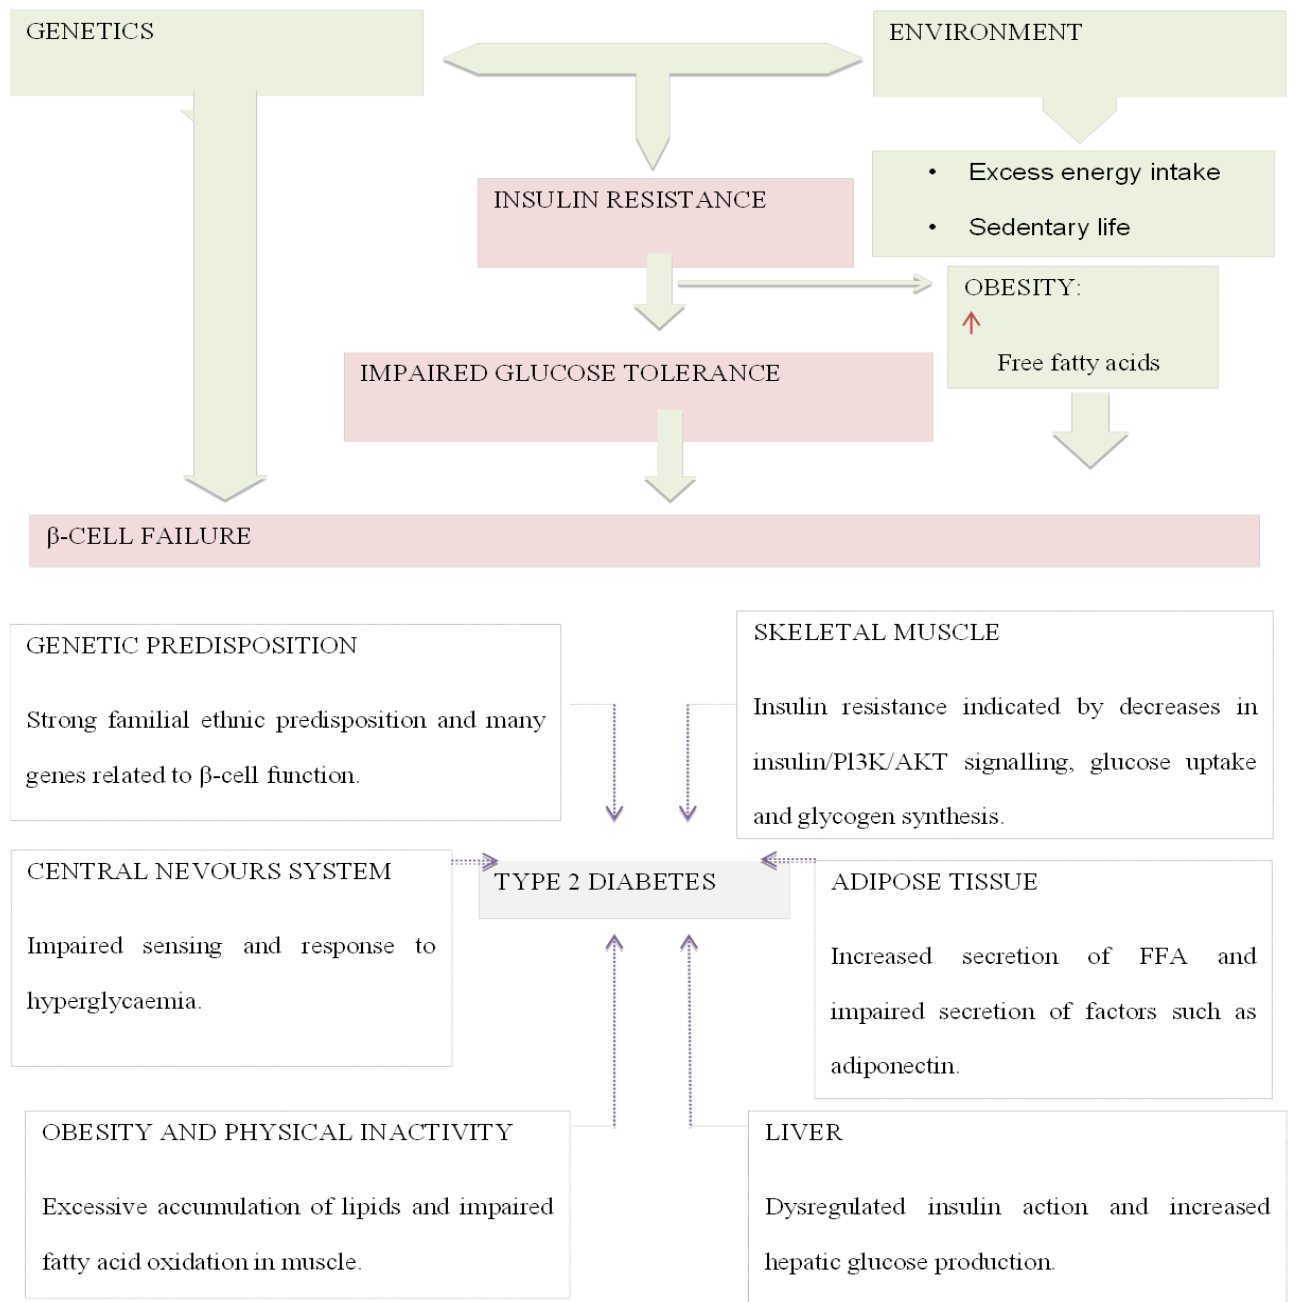 GENETICS
ENVIRONMENT
• Excess energy intake
• Sedentary life
INSULIN RESISTANCE
OBESITY:
↑
Free fatty acids
IMPAIRED GLUCOSE TOLERANCE
β-CELL FAILURE
GENETIC PREDISPOSITION
Strong familial ethnic predisposition and many
genes related to β-cell function.
SKELETAL MUSCLE
Insulin resistance indicated by decreases in
insulin/Pl3K/AKT signalling, glucose uptake
and glycogen synthesis.
CENTRAL NEVOURS SYSTEM
Impaired sensing and response to
hyperglycaemia.
TYPE 2 DIABETES
ADIPOSE TISSUE
Increased secretion of FFA and
impaired secretion of factors such as
adiponectin.
OBESITY AND PHYSICAL INACTIVITY
Excessive accumulation of lipids and impaired
fatty acid oxidation in muscle.
LIVER
Dysregulated insulin action and increased
hepatic glucose production.